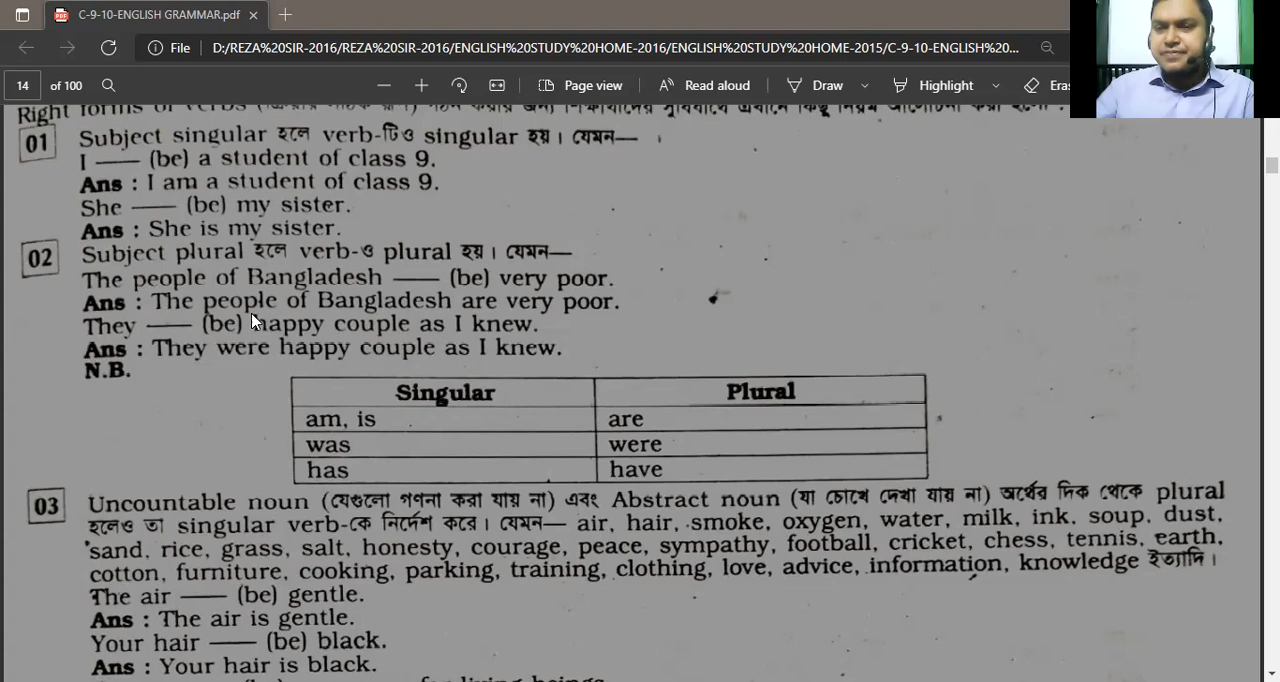 C-9-10-ENGLISH GRAMMAR.pdf
File D:/REZA%20SIR-2016/REZA%20SIR-2016/ENGLISH%20STUDY%20HOME-2016/ENGLISH%20STUDY%20HOME-2015/C-9-10-ENGLISH%20...
14 of 100 Page view Read aloud Draw Highlight Eras
Right forms of verbs
01 Subject singular হলে verb-টিও singular হয়। যেমন—
I —— (be) a student of class 9.
Ans : I am a student of class 9.
She —— (be) my sister.
Ans : She is my sister.
02 Subject plural হলে verb-ও plural হয়। যেমন—
The people of Bangladesh —— (be) very poor.
Ans : The people of Bangladesh are very poor.
They —— (be) happy couple as I knew.
Ans : They were happy couple as I knew.
N.B.
Singular Plural
am, is are
was were
has have
03 Uncountable noun (যেগুলো গণনা করা যায় না) এবং Abstract noun (যা চোখে দেখা যায় না) অর্থের দিক থেকে plural
হলেও তা singular verb-কে নির্দেশ করে। যেমন— air, hair, smoke, oxygen, water, milk, ink, soup, dust,
sand, rice, grass, salt, honesty, courage, peace, sympathy, football, cricket, chess, tennis, earth,
cotton, furniture, cooking, parking, training, clothing, love, advice, information, knowledge ইত্যাদি।
The air —— (be) gentle.
Ans : The air is gentle.
Your hair —— (be) black.
Ans : Your hair is black.
for living beings